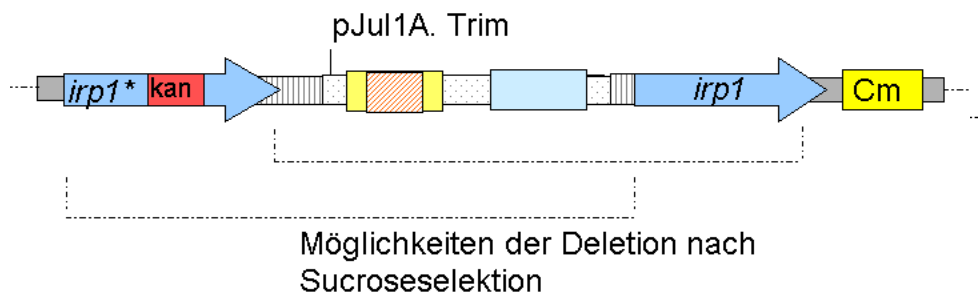 pJul1A. Trim
irp1* kan irp1 Cm
Möglichkeiten der Deletion nach
Sucroseselektion